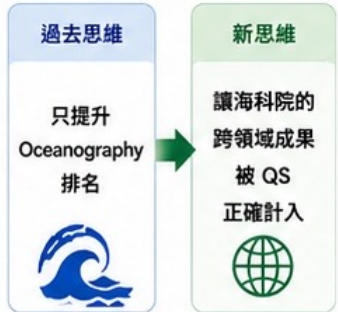 過去思維
只提升
Oceanography
排名
新思維
讓海科院的
跨領域成果
被 QS
正確計入